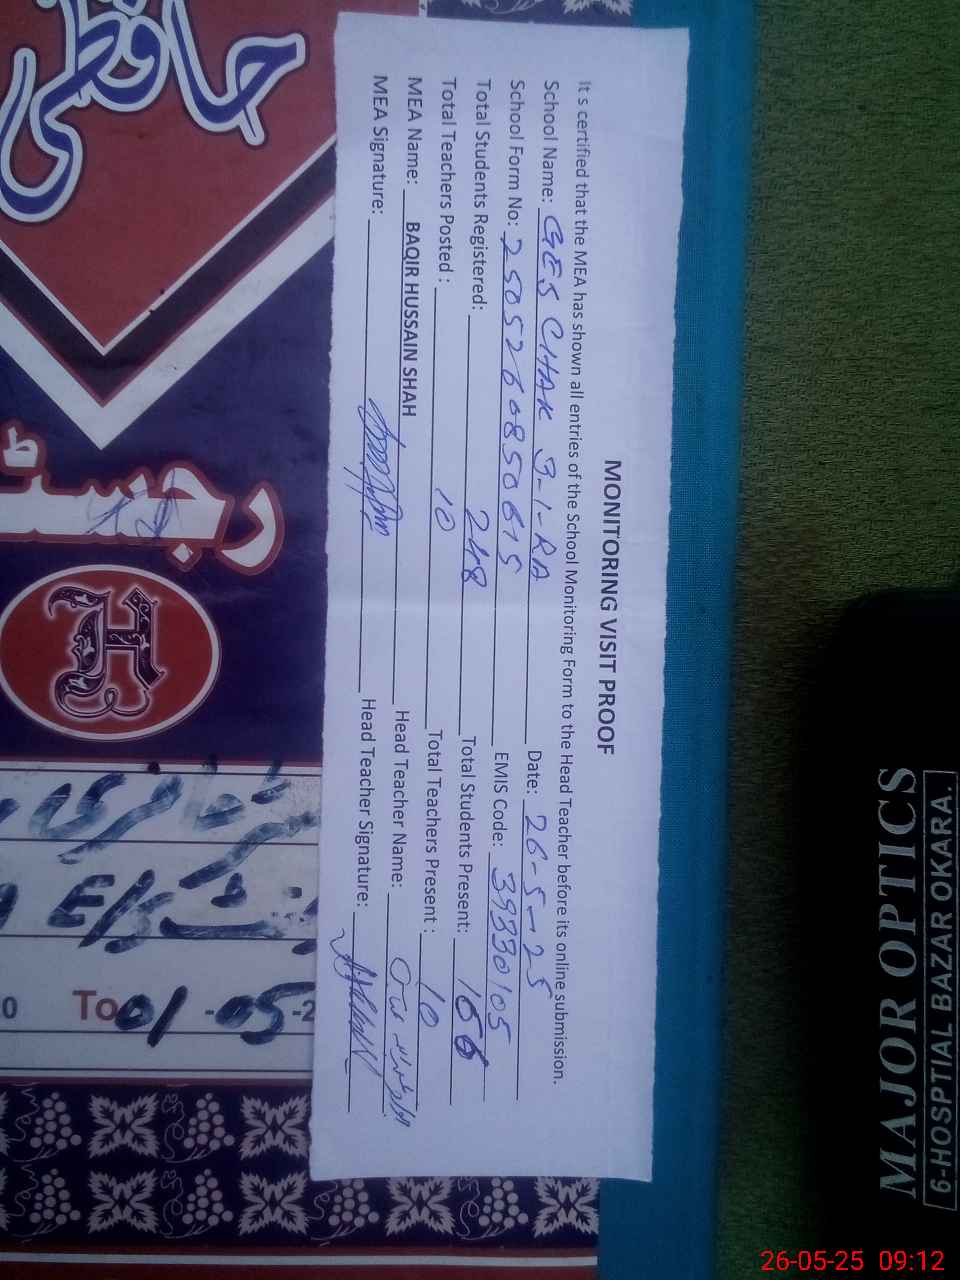 MONITORING VISIT PROOF
It s certified that the MEA has shown all entries of the School Monitoring Form to the Head Teacher before its online submission.
School Name: GES CHAK 3-1-RA Date: 26-5-25
School Form No: 2505260850615 EMIS Code: 39330105
Total Students Registered: 248 Total Students Present: 166
Total Teachers Posted : 10 Total Teachers Present : 10
MEA Name: BAQIR HUSSAIN SHAH Head Teacher Name:
MEA Signature: Head Teacher Signature:
حافظی
رجسٹر
H
To 01-05-2
MAJOR OPTICS
6-HOSPTIAL BAZAR OKARA.
26-05-25 09:12